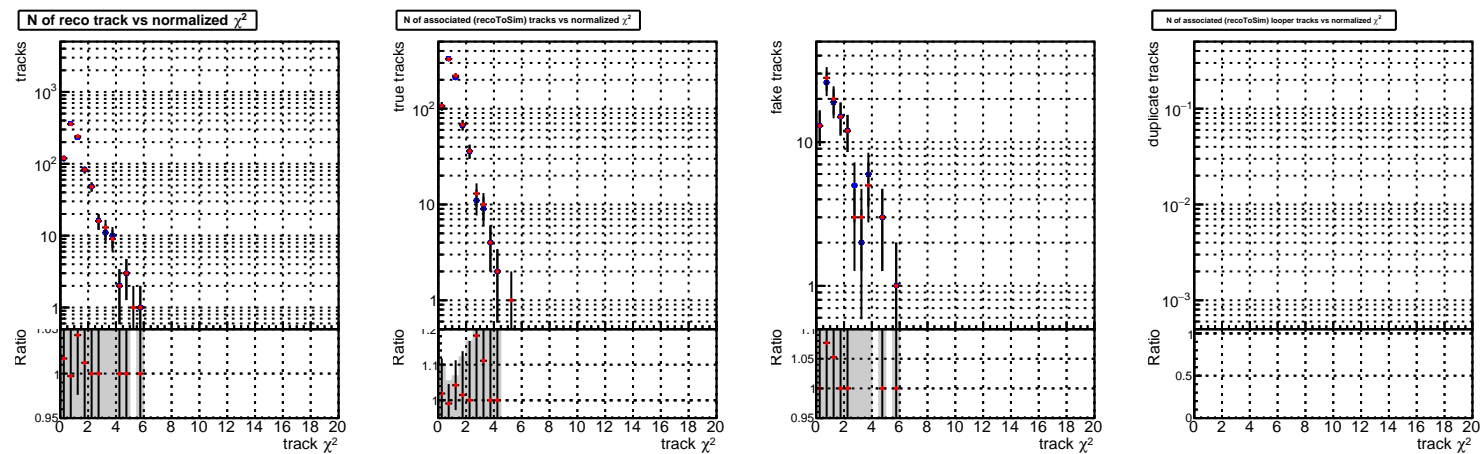 N of reco track vs normalized χ²
tracks
10³
10²
10
1
Ratio
1.05
1
0.95
0 2 4 6 8 10 12 14 16 18 20
track χ²
N of associated (recoToSim) tracks vs normalized χ²
true tracks
10²
10
1
Ratio
1.2
1.1
1
0 2 4 6 8 10 12 14 16 18 20
track χ²
fake tracks
10
1
Ratio
1.05
1
0.95
0 2 4 6 8 10 12 14 16 18 20
track χ²
N of associated (recoToSim) looper tracks vs normalized χ²
duplicate tracks
10⁻¹
10⁻²
10⁻³
Ratio
1
0.5
0
0 2 4 6 8 10 12 14 16 18 20
track χ²